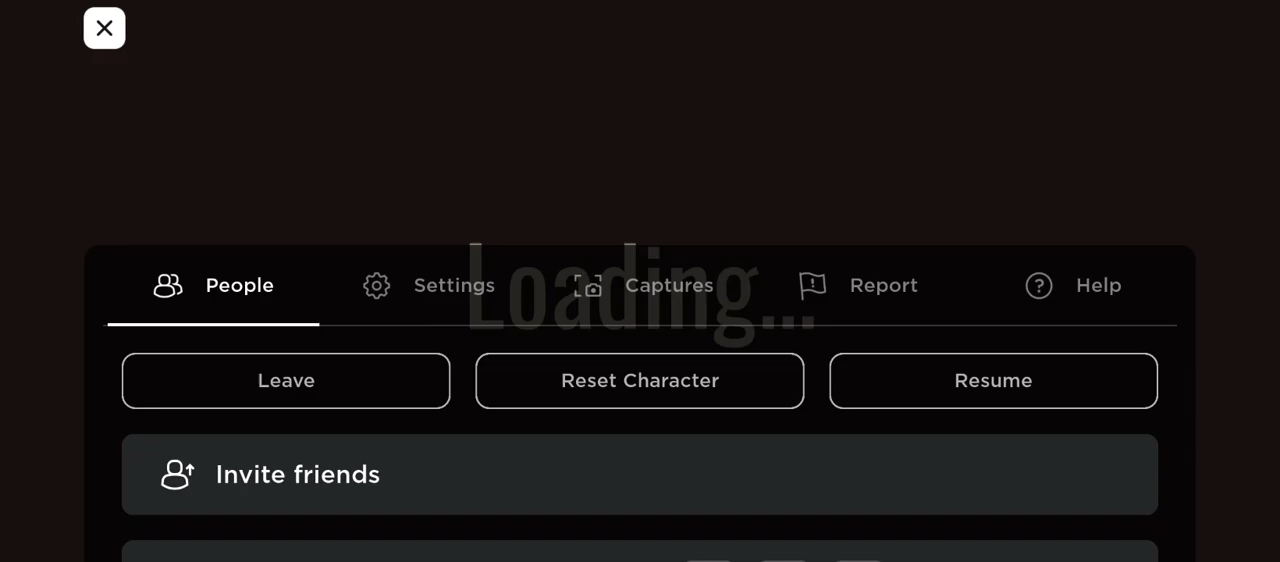 Loading...
People Settings Captures Report Help
Leave Reset Character Resume
Invite friends